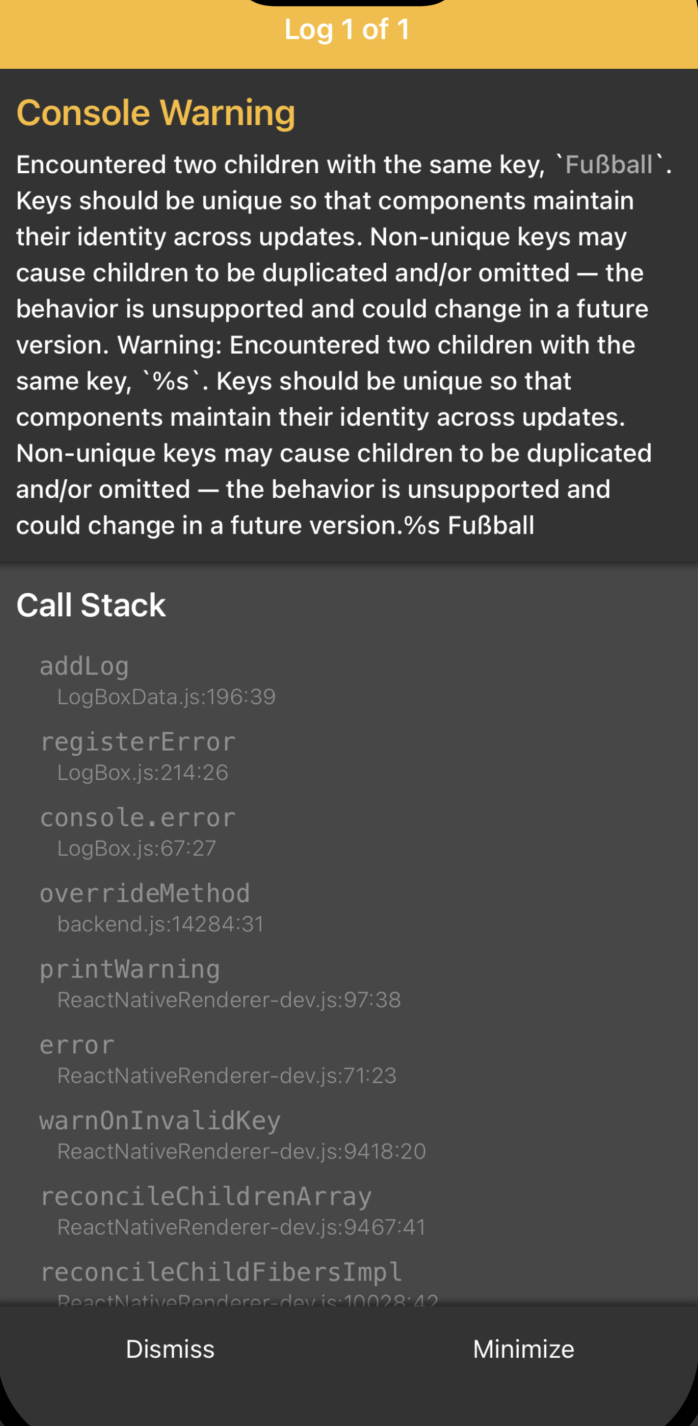 Log 1 of 1
Console Warning
Encountered two children with the same key, `Fußball`.
Keys should be unique so that components maintain
their identity across updates. Non-unique keys may
cause children to be duplicated and/or omitted — the
behavior is unsupported and could change in a future
version. Warning: Encountered two children with the
same key, `%s`. Keys should be unique so that
components maintain their identity across updates.
Non-unique keys may cause children to be duplicated
and/or omitted — the behavior is unsupported and
could change in a future version.%s Fußball
Call Stack
addLog
LogBoxData.js:196:39
registerError
LogBox.js:214:26
console.error
LogBox.js:67:27
overrideMethod
backend.js:14284:31
printWarning
ReactNativeRenderer-dev.js:97:38
error
ReactNativeRenderer-dev.js:71:23
warnOnInvalidKey
ReactNativeRenderer-dev.js:9418:20
reconcileChildrenArray
ReactNativeRenderer-dev.js:9467:41
reconcileChildFibersImpl
ReactNativeRenderer-dev.js:10028:42
Dismiss
Minimize